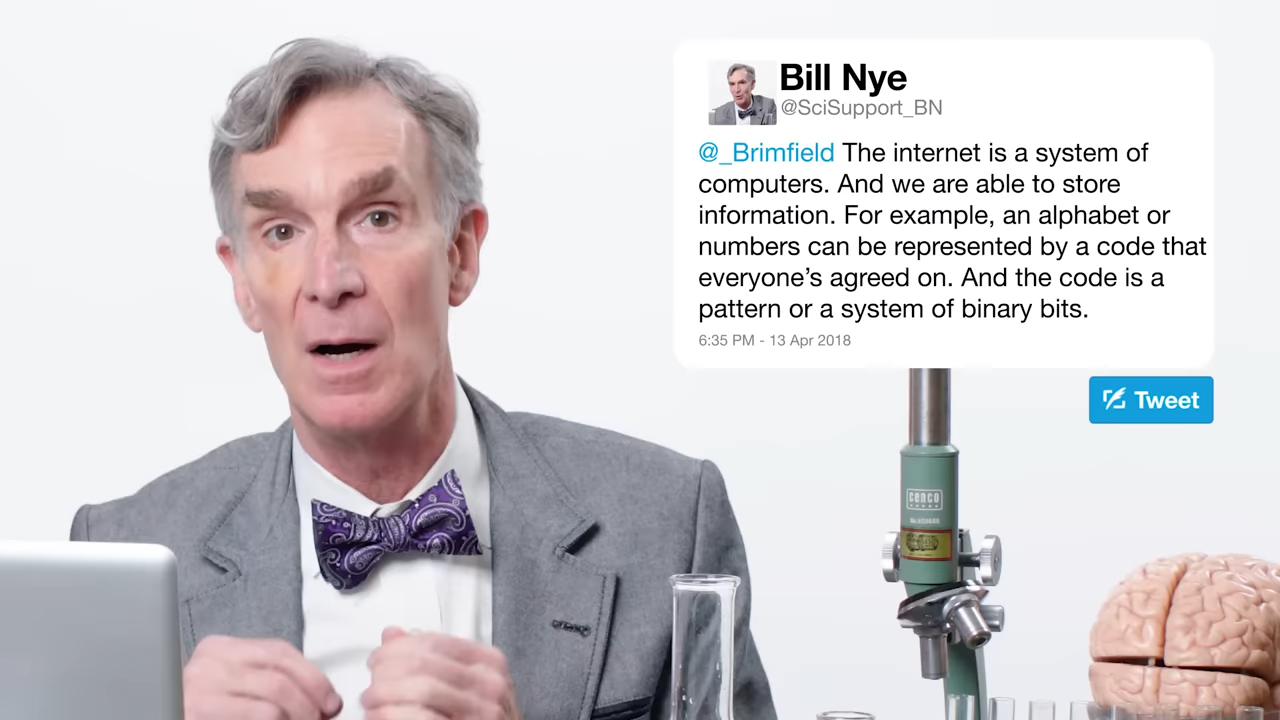 Bill Nye
@SciSupport_BN
@_Brimfield The internet is a system of
computers. And we are able to store
information. For example, an alphabet or
numbers can be represented by a code that
everyone's agreed on. And the code is a
pattern or a system of binary bits.
6:35 PM - 13 Apr 2018
Tweet
cenco